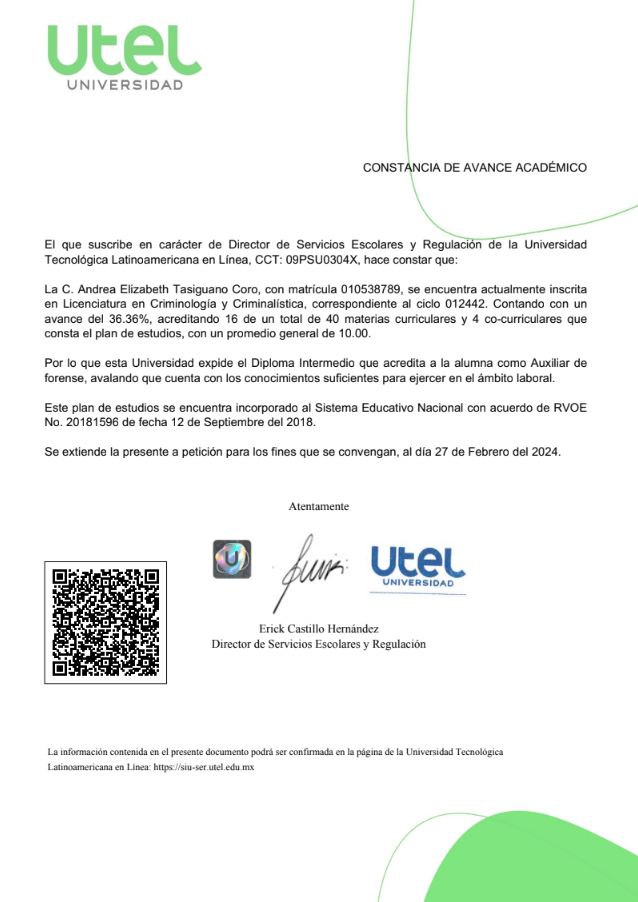 Utel
UNIVERSIDAD
CONSTANCIA DE AVANCE ACADÉMICO
El que suscribe en carácter de Director de Servicios Escolares y Regulación de la Universidad
Tecnológica Latinoamericana en Línea, CCT: 09PSU0304X, hace constar que:
La C. Andrea Elizabeth Tasiguano Coro, con matrícula 010538789, se encuentra actualmente inscrita
en Licenciatura en Criminología y Criminalística, correspondiente al ciclo 012442. Contando con un
avance del 36.36%, acreditando 16 de un total de 40 materias curriculares y 4 co-curriculares que
consta el plan de estudios, con un promedio general de 10.00.
Por lo que esta Universidad expide el Diploma Intermedio que acredita a la alumna como Auxiliar de
forense, avalando que cuenta con los conocimientos suficientes para ejercer en el ámbito laboral.
Este plan de estudios se encuentra incorporado al Sistema Educativo Nacional con acuerdo de RVOE
No. 20181596 de fecha 12 de Septiembre del 2018.
Se extiende la presente a petición para los fines que se convengan, al día 27 de Febrero del 2024.
Atentamente
U
Utel
UNIVERSIDAD
Erick Castillo Hernández
Director de Servicios Escolares y Regulación
La información contenida en el presente documento podrá ser confirmada en la página de la Universidad Tecnológica
Latinoamericana en Línea: https://siu-ser.utel.edu.mx